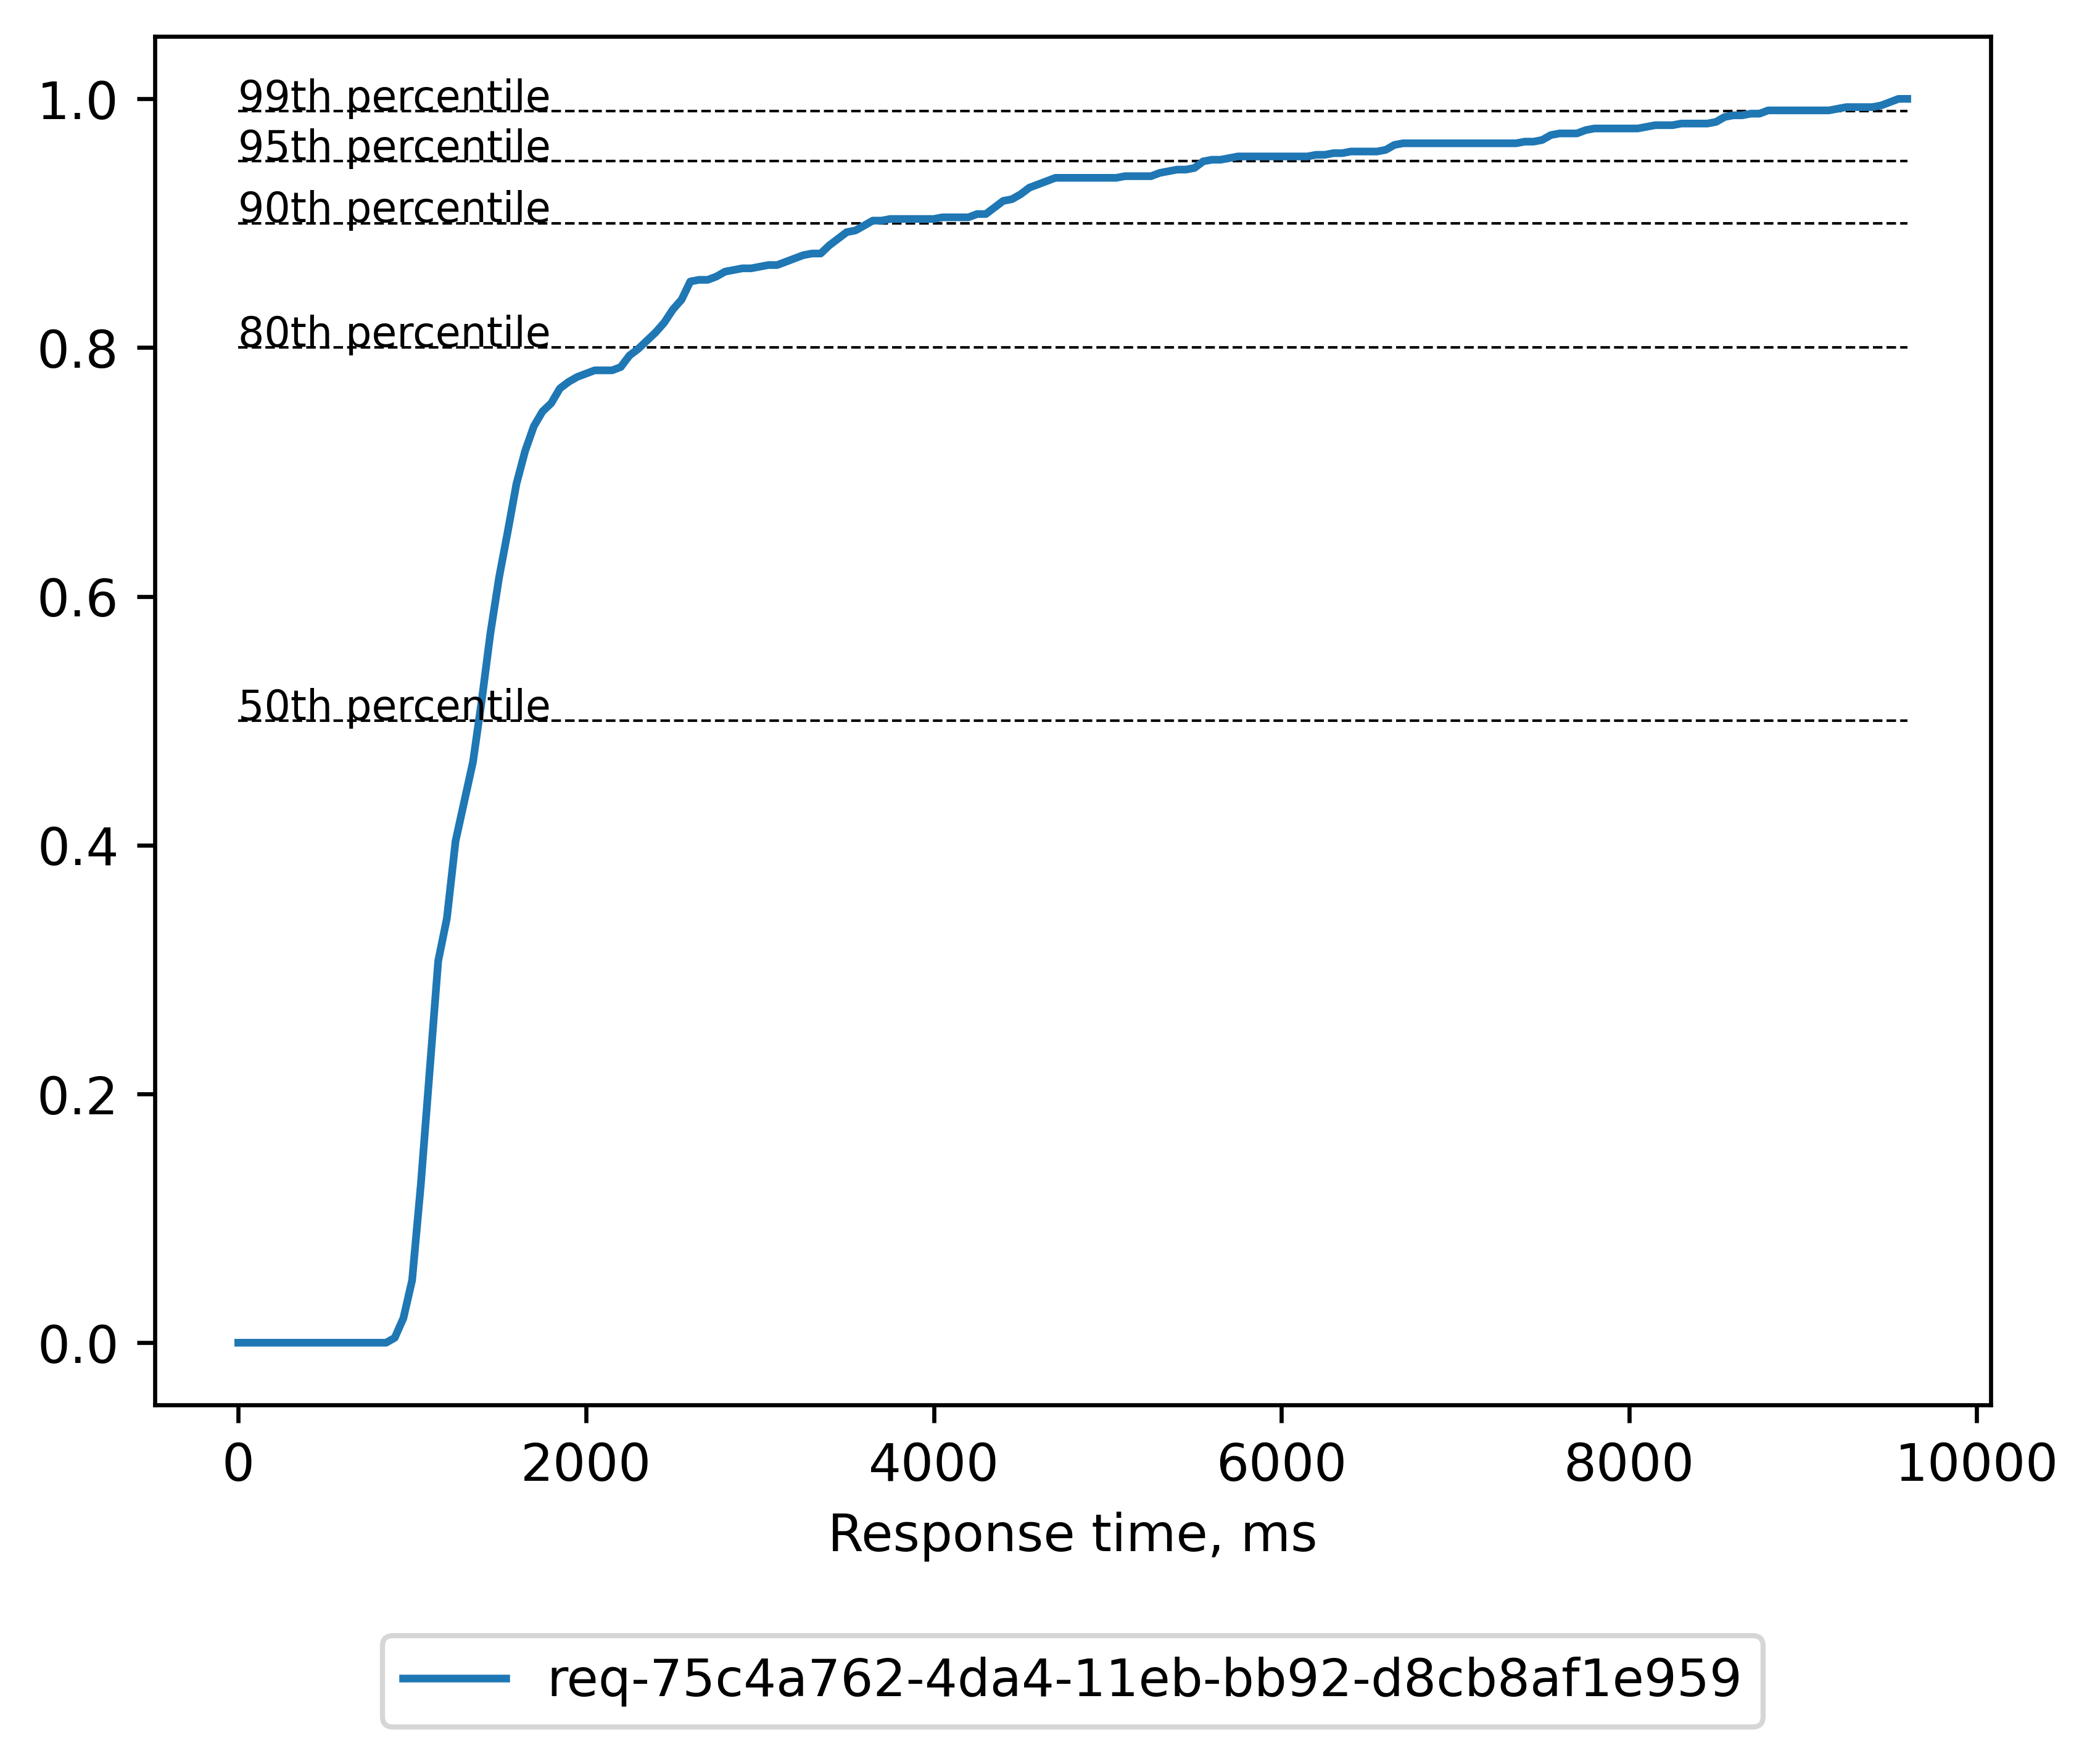 1.0
99th percentile
95th percentile
90th percentile
0.8
80th percentile
0.6
50th percentile
0.4
0.2
0.0
0 2000 4000 6000 8000 10000
Response time, ms
req-75c4a762-4da4-11eb-bb92-d8cb8af1e959